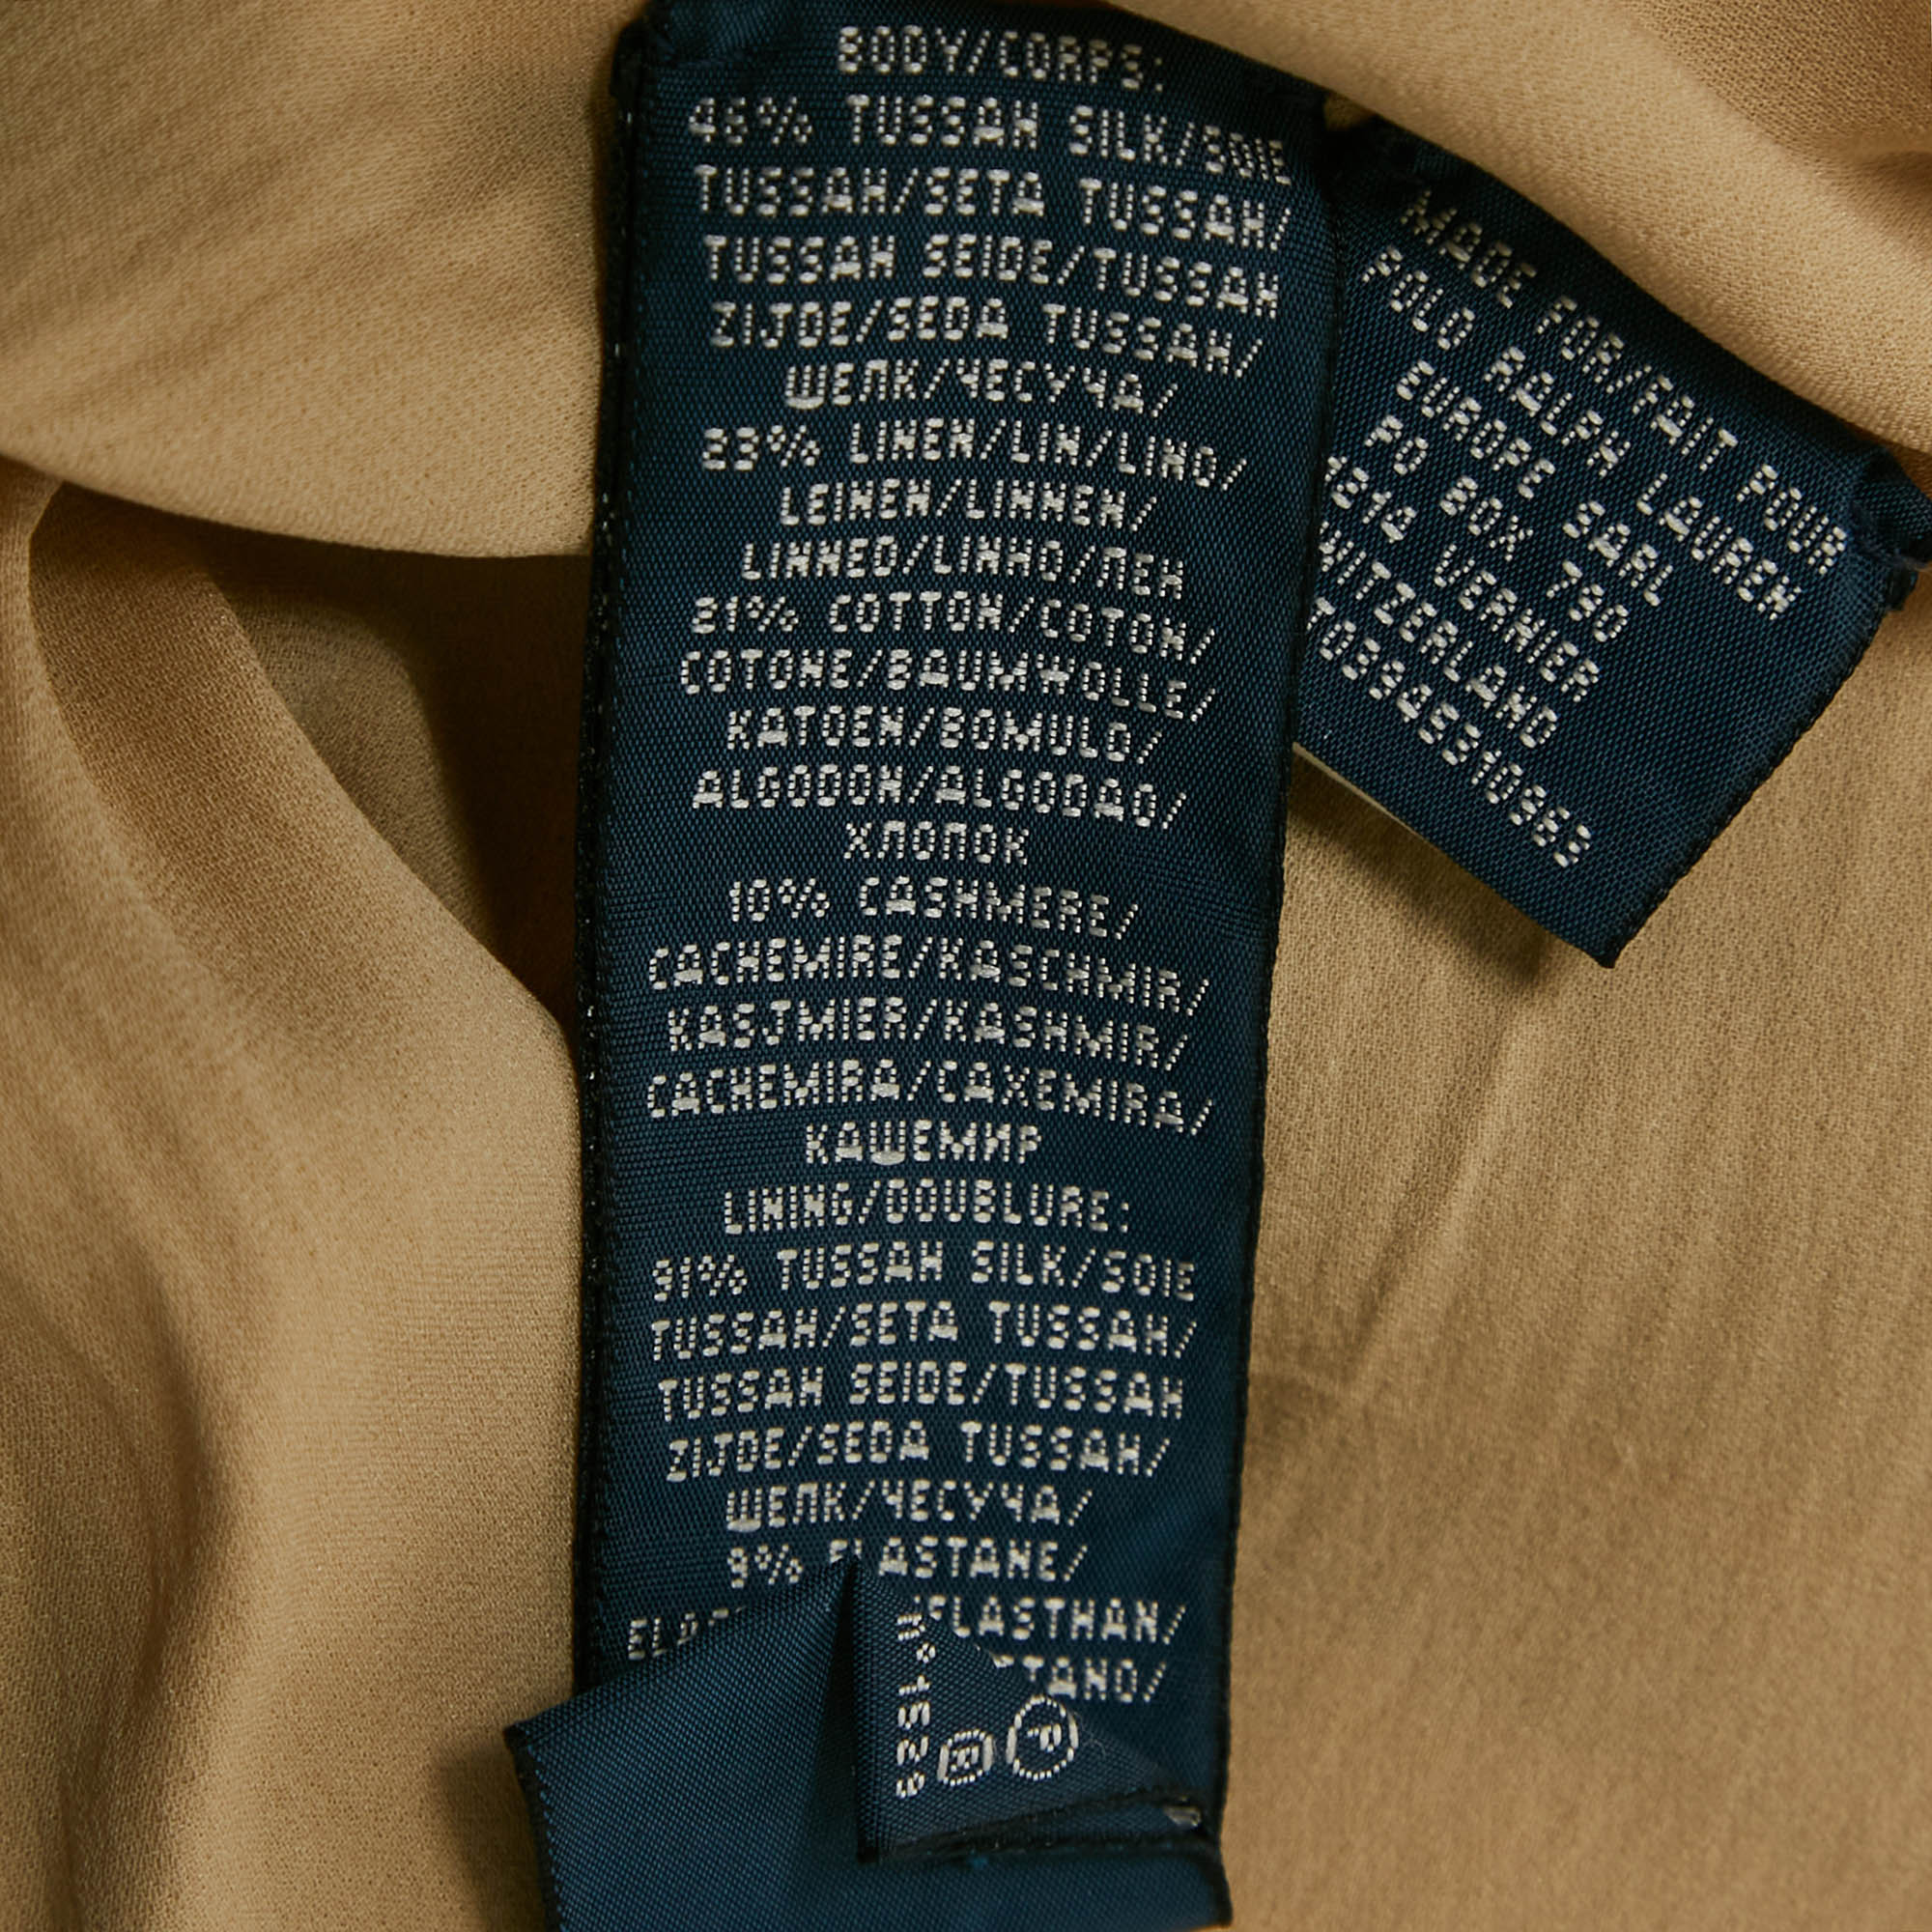 BODY/CORPS:
46% TUSSAH SILK/SOIE
TUSSAH/SETA TUSSAH/
TUSSAH SEIDE/TUSSAH
ZIJDE/SEDA TUSSAH/
ШЕЛК/ЧЕСУЧА/
23% LINEN/LIN/LINO/
LEINEN/LINNEN/
LINNED/LINHO/ЛЕН
21% COTTON/COTON/
COTONE/BAUMWOLLE/
KATOEN/BOMULD/
ALGODON/ALGODAO/
ХЛОПОК
10% CASHMERE/
CACHEMIRE/KASCHMIR/
KASJMIER/KASHMIR/
CACHEMIRA/CAXEMIRA/
КАШЕМИР
LINING/DOUBLURE:
91% TUSSAH SILK/SOIE
TUSSAH/SETA TUSSAH/
TUSSAH SEIDE/TUSSAH
ZIJDE/SEDA TUSSAH/
ШЕЛК/ЧЕСУЧА/
9% ELASTANE/
ELASTHAN/
TANO/
P
R
MADE FOR/FAIT POUR
POLO RALPH LAUREN
EUROPE SARL
PO BOX 790
VERNIER
WITZERLAND